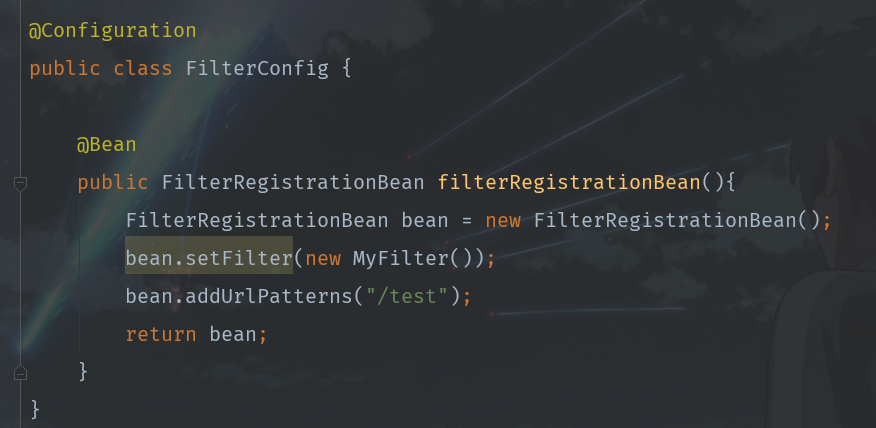 @Configuration
public class FilterConfig {
@Bean
public FilterRegistrationBean filterRegistrationBean(){
FilterRegistrationBean bean = new FilterRegistrationBean();
bean.setFilter(new MyFilter());
bean.addUrlPatterns("/test");
return bean;
}
}